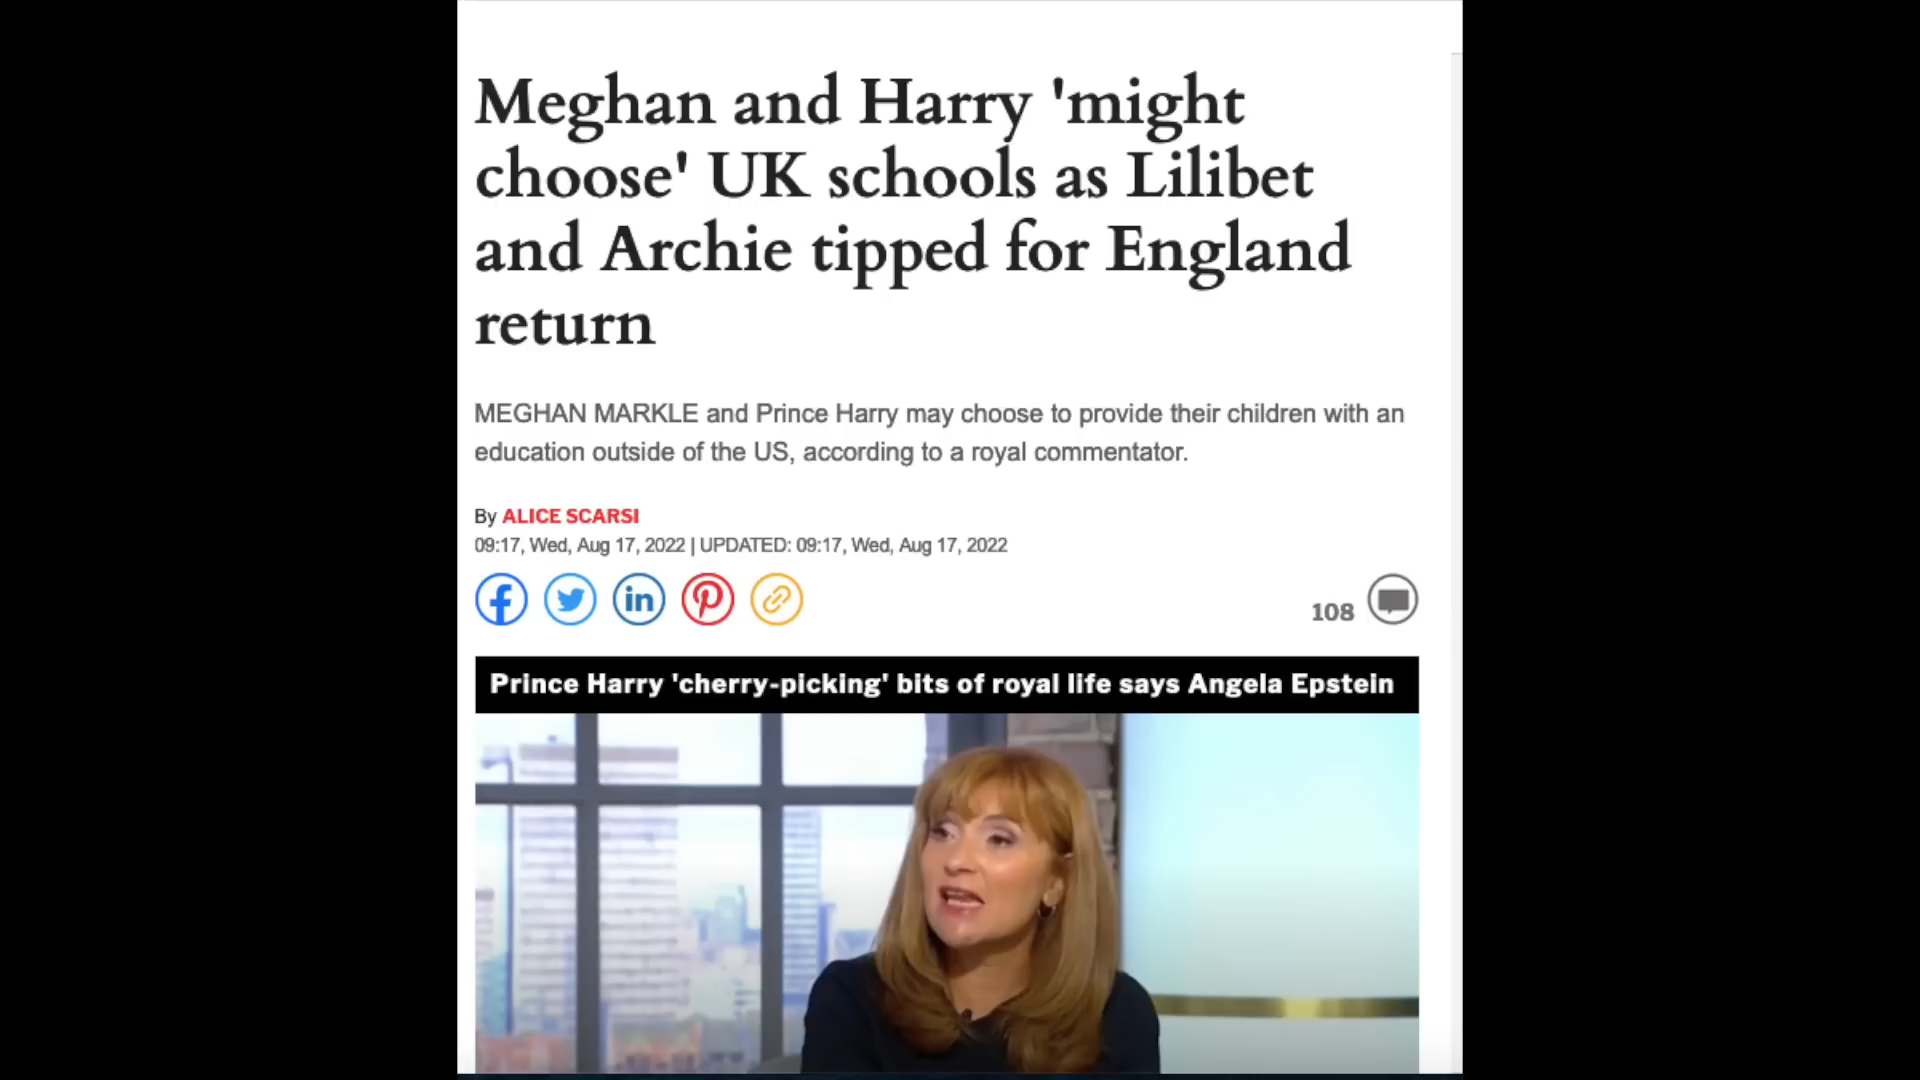 Meghan and Harry 'might
choose' UK schools as Lilibet
and Archie tipped for England
return
MEGHAN MARKLE and Prince Harry may choose to provide their children with an
education outside of the US, according to a royal commentator.
By ALICE SCARSI
09:17, Wed, Aug 17, 2022 | UPDATED: 09:17, Wed, Aug 17, 2022
in
108
Prince Harry 'cherry-picking' bits of royal life says Angela Epstein